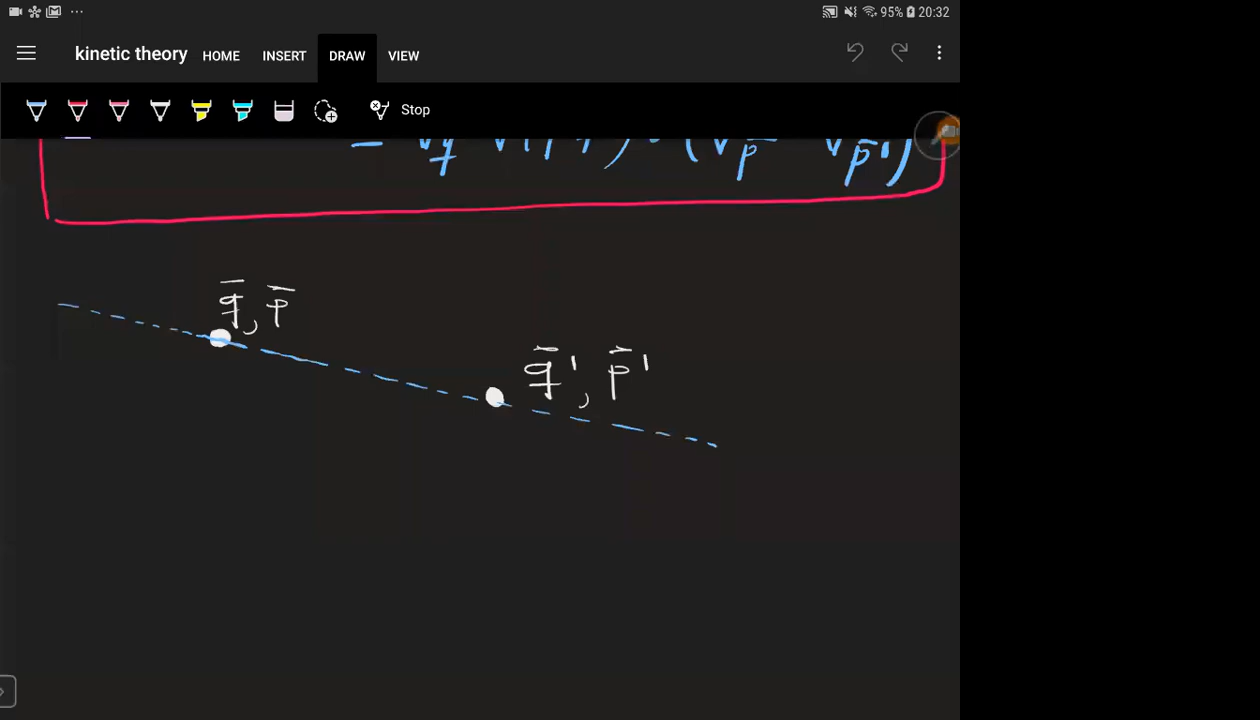 95% 20:32
kinetic theory HOME INSERT DRAW VIEW
Stop
q̄, p̄
q̄', p̄'